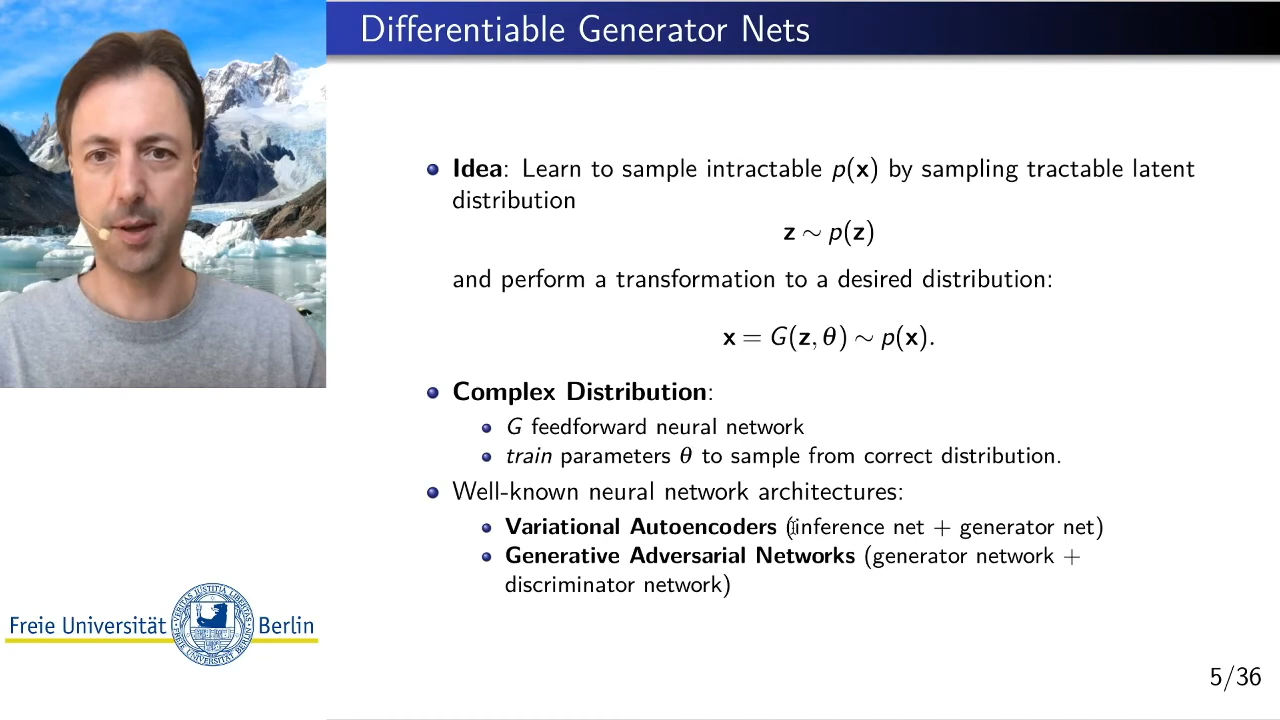 Differentiable Generator Nets
Idea: Learn to sample intractable p(x) by sampling tractable latent
distribution
z ∼ p(z)
and perform a transformation to a desired distribution:
x = G(z, θ) ∼ p(x).
Complex Distribution:
G feedforward neural network
train parameters θ to sample from correct distribution.
Well-known neural network architectures:
Variational Autoencoders (inference net + generator net)
Generative Adversarial Networks (generator network +
discriminator network)
Freie Universität Berlin
5/36